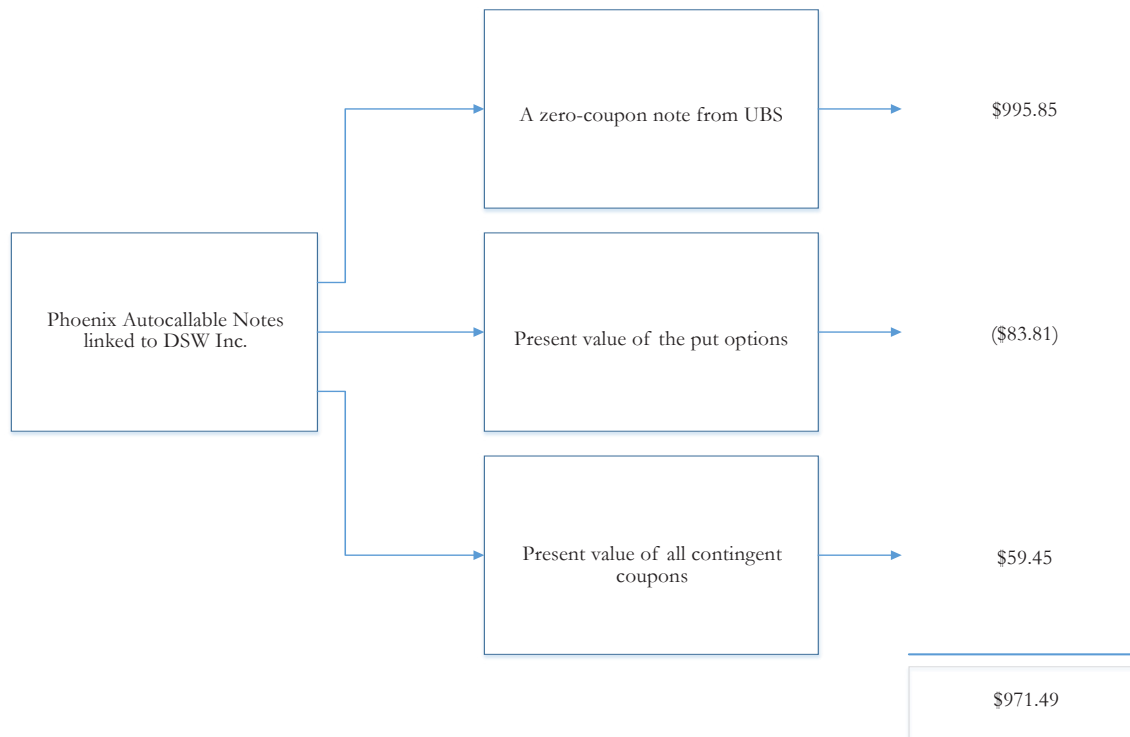 A zero-coupon note from UBS
$995.85
Phoenix Autocallable Notes
linked to DSW Inc.
Present value of the put options
($83.81)
Present value of all contingent
coupons
$59.45
$971.49